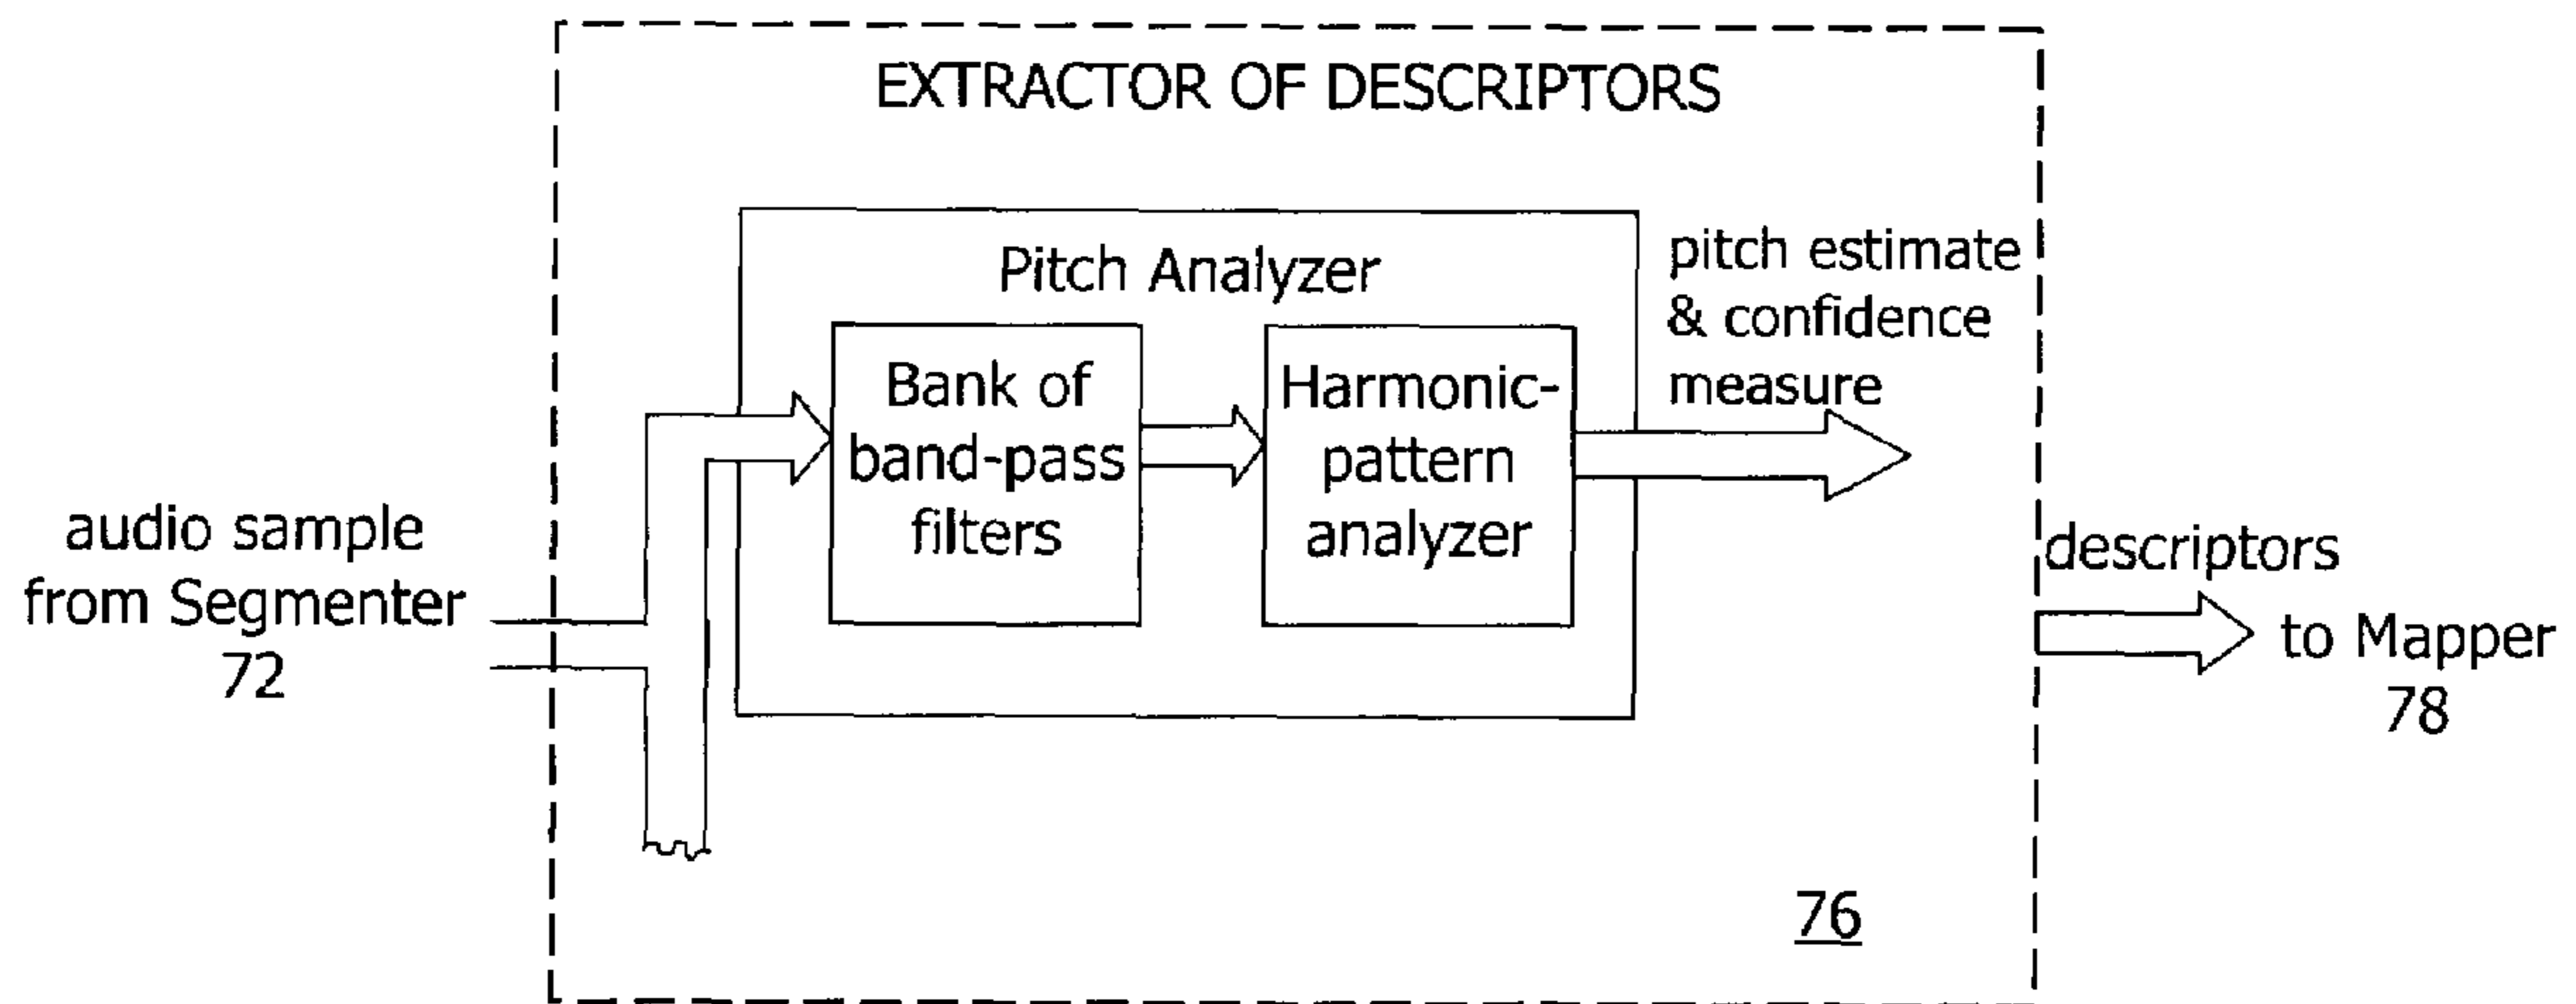 EXTRACTOR OF DESCRIPTORS
Pitch Analyzer
Bank of
band-pass
filters
Harmonic-
pattern
analyzer
pitch estimate
& confidence
measure
audio sample
from Segmenter
72
descriptors
to Mapper
78
76